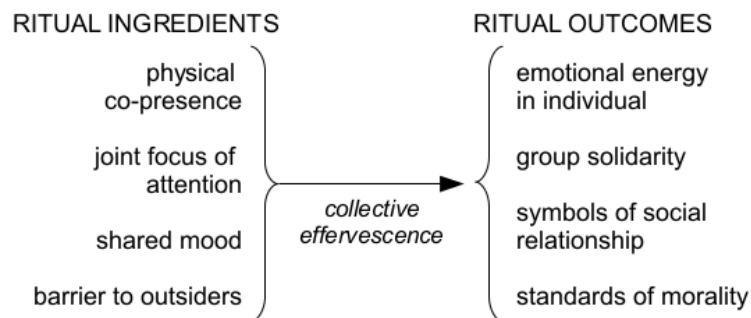 RITUAL INGREDIENTS
physical
co-presence
joint focus of
attention
shared mood
barrier to outsiders
collective
effervescence
RITUAL OUTCOMES
emotional energy
in individual
group solidarity
symbols of social
relationship
standards of morality